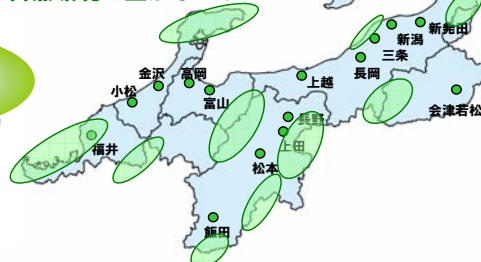 新発田
新潟
三条
長岡
金沢
高岡
上越
小松
富山
会津若松
長野
福井
上田
松本
飯田